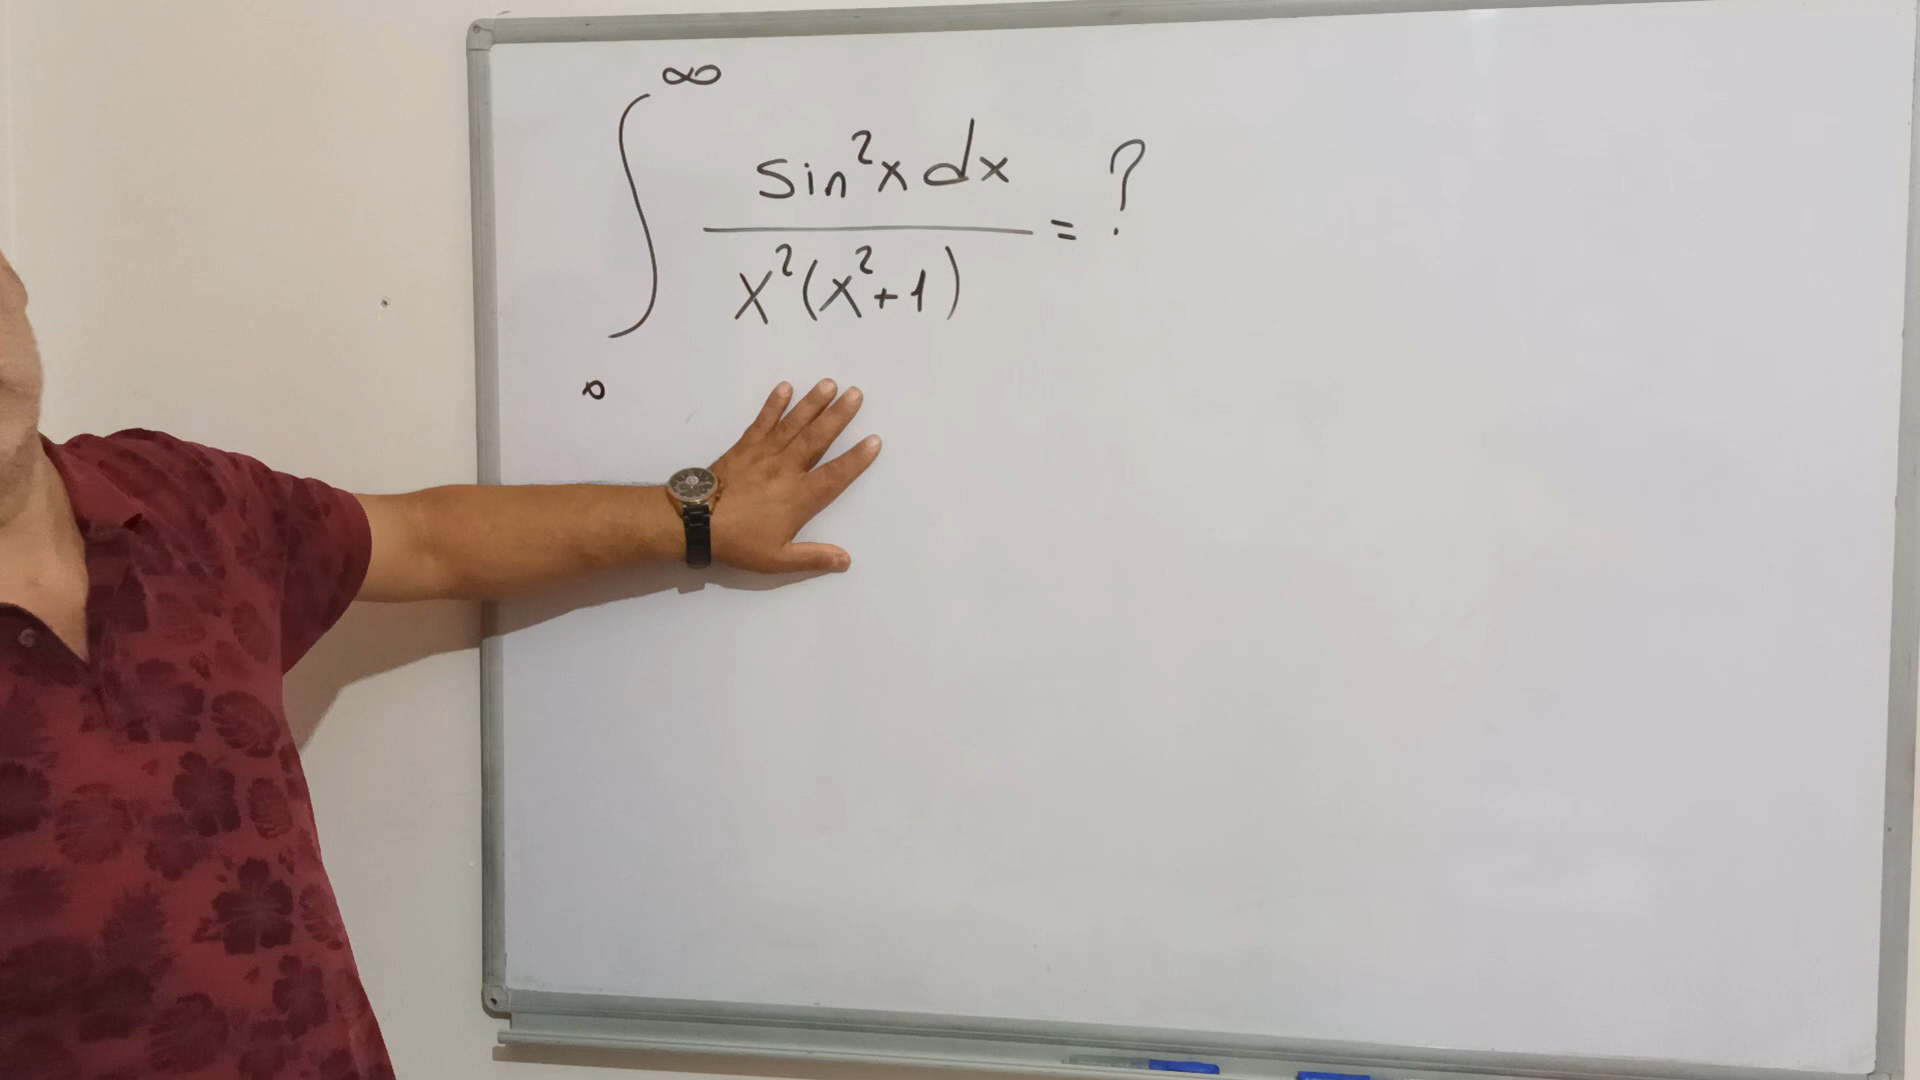 ∫₀^∞ sin²x dx / x²(x²+1) = ?